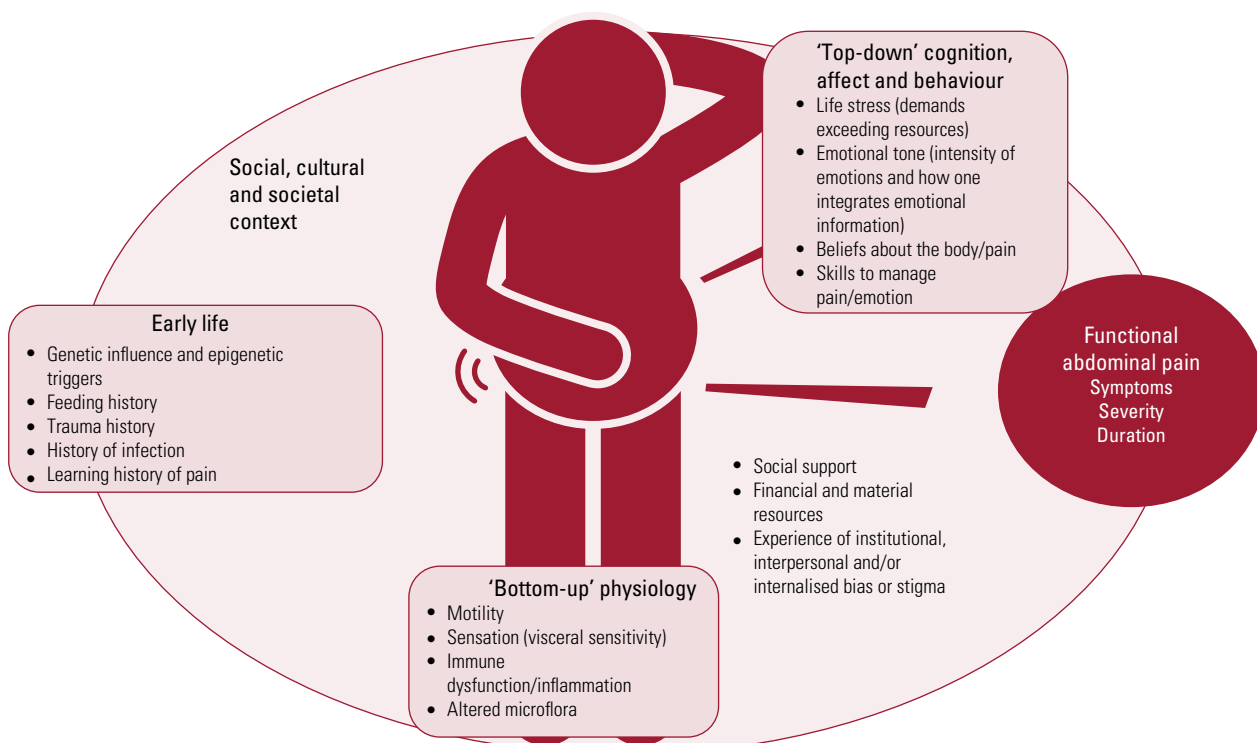 Social, cultural
and societal
context
'Top-down' cognition,
affect and behaviour
• Life stress (demands
exceeding resources)
• Emotional tone (intensity of
emotions and how one
integrates emotional
information)
• Beliefs about the body/pain
• Skills to manage
pain/emotion
Early life
• Genetic influence and epigenetic
triggers
• Feeding history
• Trauma history
• History of infection
• Learning history of pain
Functional
abdominal pain
Symptoms
Severity
Duration
• Social support
• Financial and material
resources
• Experience of institutional,
interpersonal and/or
internalised bias or stigma
'Bottom-up' physiology
• Motility
• Sensation (visceral sensitivity)
• Immune
dysfunction/inflammation
• Altered microflora